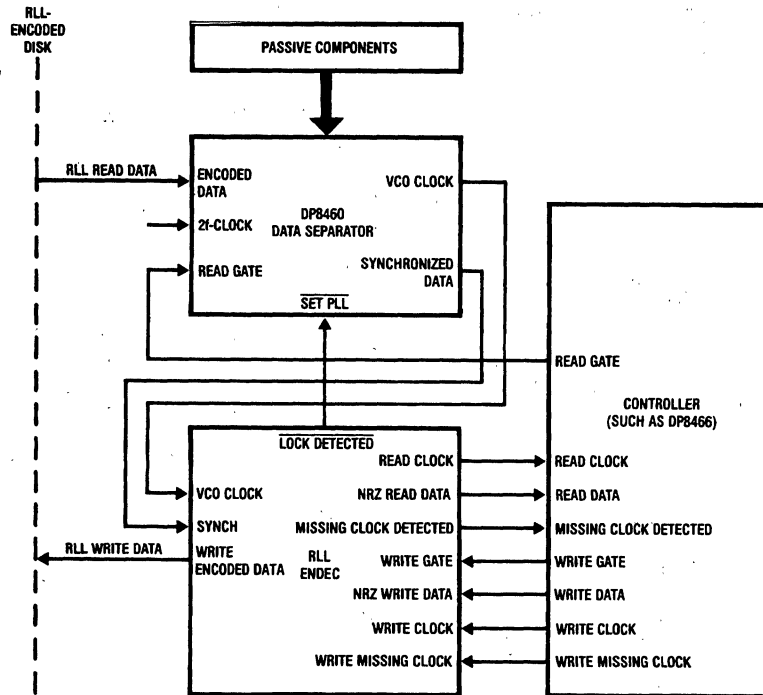 RLL-
ENCODED
DISK
PASSIVE COMPONENTS
RLL READ DATA
ENCODED
DATA
VCO CLOCK
2f-CLOCK
DP8460
DATA SEPARATOR
READ GATE
SYNCHRONIZED
DATA
SET PLL
READ GATE
CONTROLLER
(SUCH AS DP8466)
LOCK DETECTED
READ CLOCK
READ CLOCK
VCO CLOCK
NRZ READ DATA
READ DATA
SYNCH
MISSING CLOCK DETECTED
MISSING CLOCK DETECTED
RLL WRITE DATA
WRITE
ENCODED DATA
RLL
ENDEC
WRITE GATE
WRITE GATE
NRZ WRITE DATA
WRITE DATA
WRITE CLOCK
WRITE CLOCK
WRITE MISSING CLOCK
WRITE MISSING CLOCK